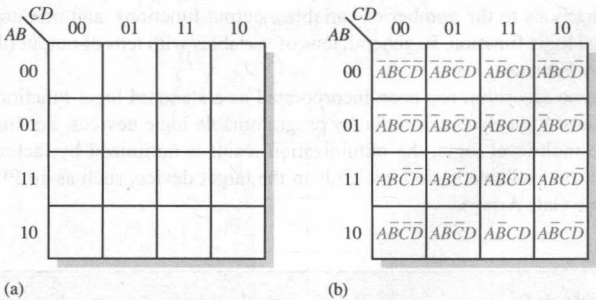 CD CD
AB 00 01 11 10 AB 00 01 11 10
00 00 A̅B̅C̅D̅ A̅B̅C̅D A̅B̅CD A̅B̅CD̅
01 01 A̅BC̅D̅ A̅BC̅D A̅BCD A̅BCD̅
11 11 ABC̅D̅ ABC̅D ABCD ABCD̅
10 10 AB̅C̅D̅ AB̅C̅D AB̅CD AB̅CD̅
(a) (b)